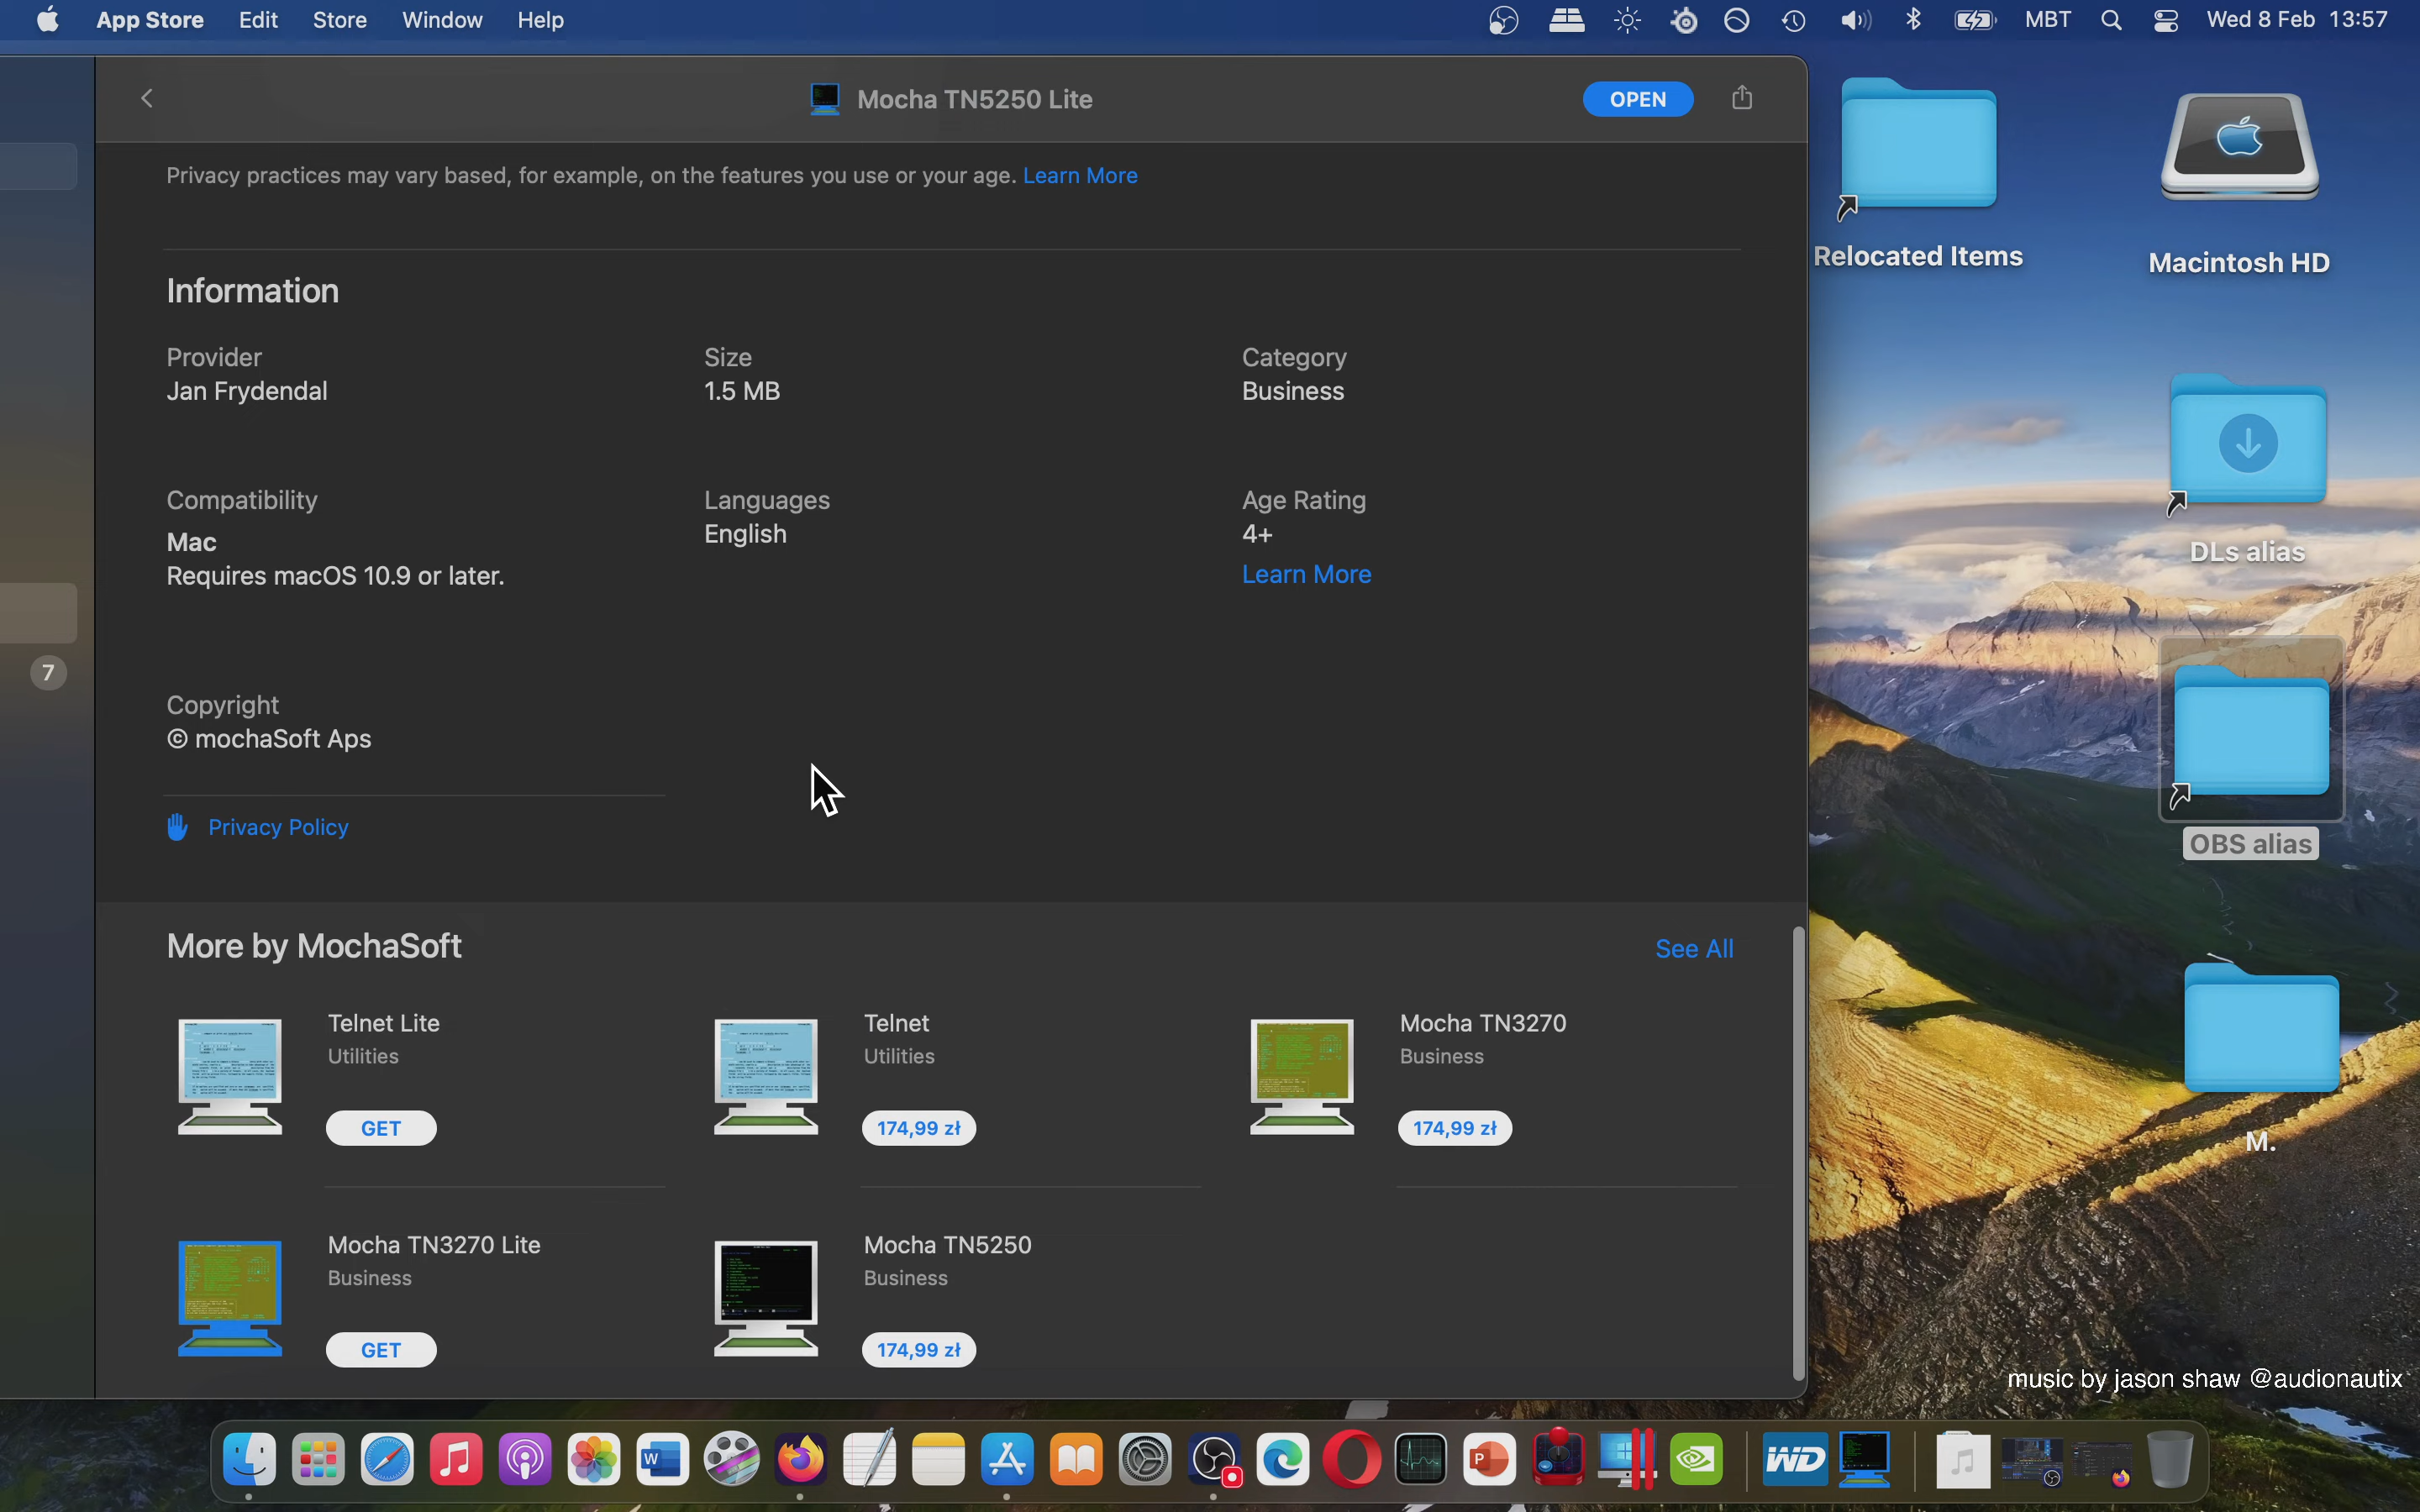 App Store Edit Store Window Help MBT Wed 8 Feb 13:57
Mocha TN5250 Lite OPEN
Privacy practices may vary based, for example, on the features you use or your age. Learn More
Information
Provider
Jan Frydendal
Size
1.5 MB
Category
Business
Compatibility
Mac
Requires macOS 10.9 or later.
Languages
English
Age Rating
4+
Learn More
7
Copyright
© mochaSoft Aps
Privacy Policy
More by MochaSoft See All
Telnet Lite
Utilities
GET
Telnet
Utilities
174,99 zł
Mocha TN3270
Business
174,99 zł
Mocha TN3270 Lite
Business
GET
Mocha TN5250
Business
174,99 zł
Relocated Items
Macintosh HD
DLs alias
OBS alias
M.
music by jason shaw @audionautix
W
P
WD